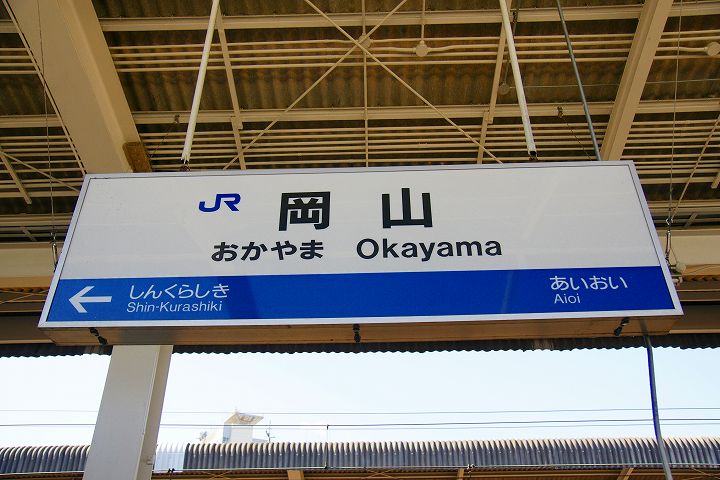 JR 岡山
おかやま Okayama
← しんくらしき あいおい
Shin-Kurashiki Aioi